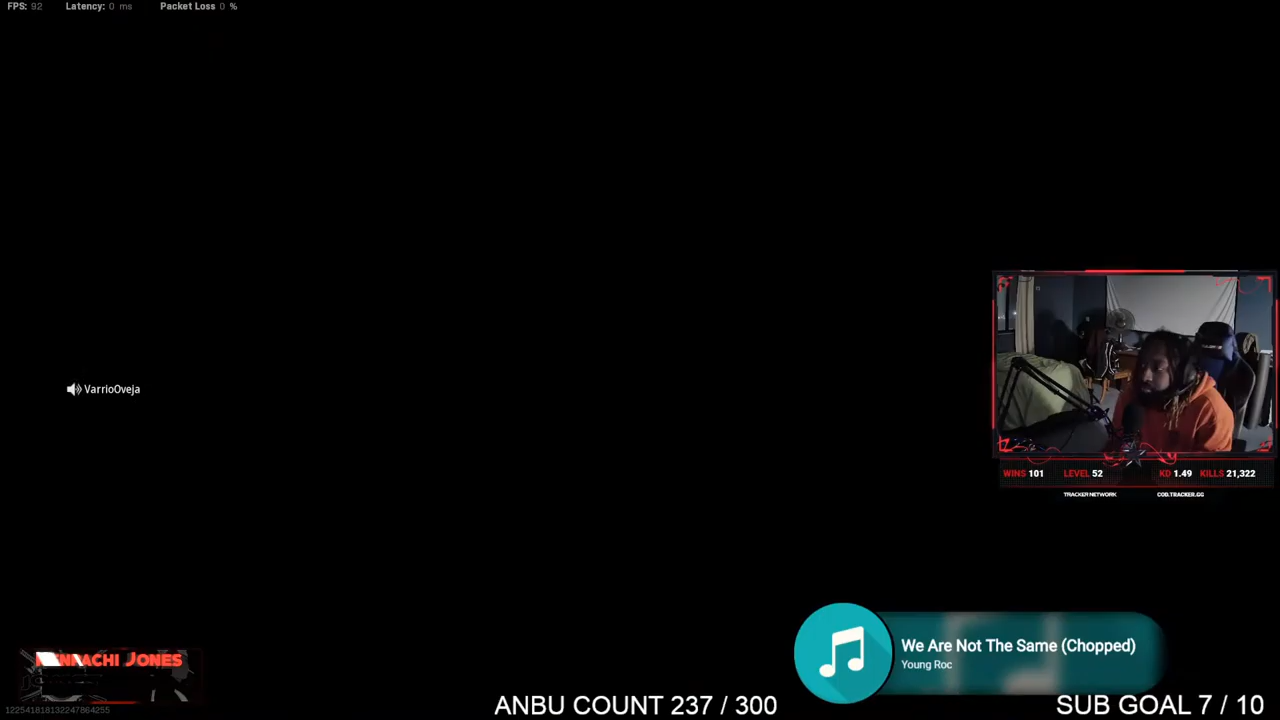 FPS: 92 Latency: 0 ms Packet Loss 0 %
VarrioOveja
WINS 101 LEVEL 52 KD 1.49 KILLS 21,322
TRACKER NETWORK COD.TRACKER.GG
We Are Not The Same (Chopped)
Young Roc
JONES
ANBU COUNT 237 / 300
SUB GOAL 7 / 10